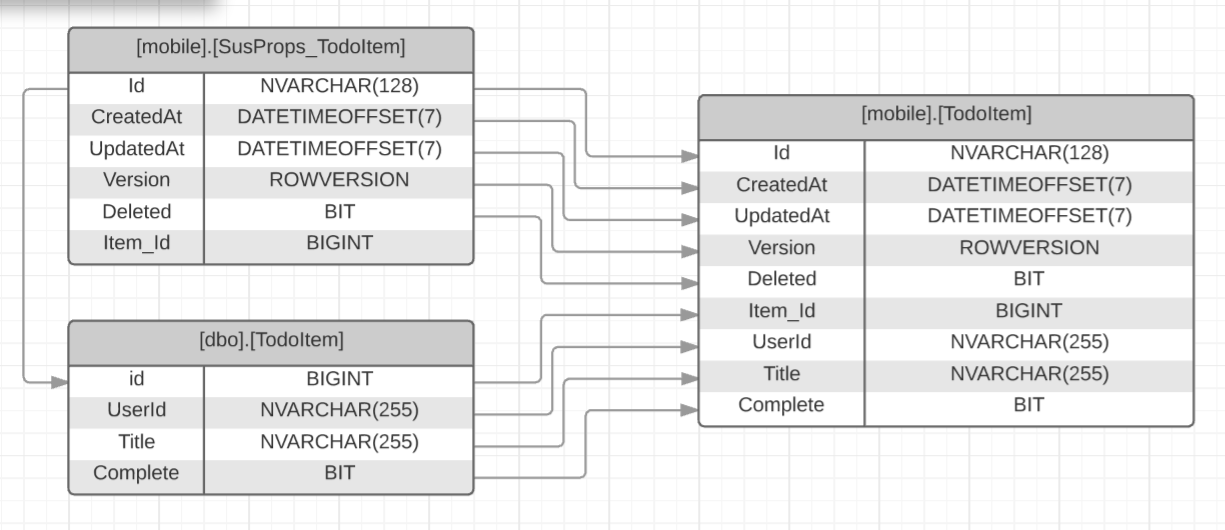 [mobile].[SusProps_TodoItem]
Id NVARCHAR(128)
CreatedAt DATETIMEOFFSET(7)
UpdatedAt DATETIMEOFFSET(7)
Version ROWVERSION
Deleted BIT
Item_Id BIGINT
[dbo].[TodoItem]
id BIGINT
UserId NVARCHAR(255)
Title NVARCHAR(255)
Complete BIT
[mobile].[TodoItem]
Id NVARCHAR(128)
CreatedAt DATETIMEOFFSET(7)
UpdatedAt DATETIMEOFFSET(7)
Version ROWVERSION
Deleted BIT
Item_Id BIGINT
UserId NVARCHAR(255)
Title NVARCHAR(255)
Complete BIT